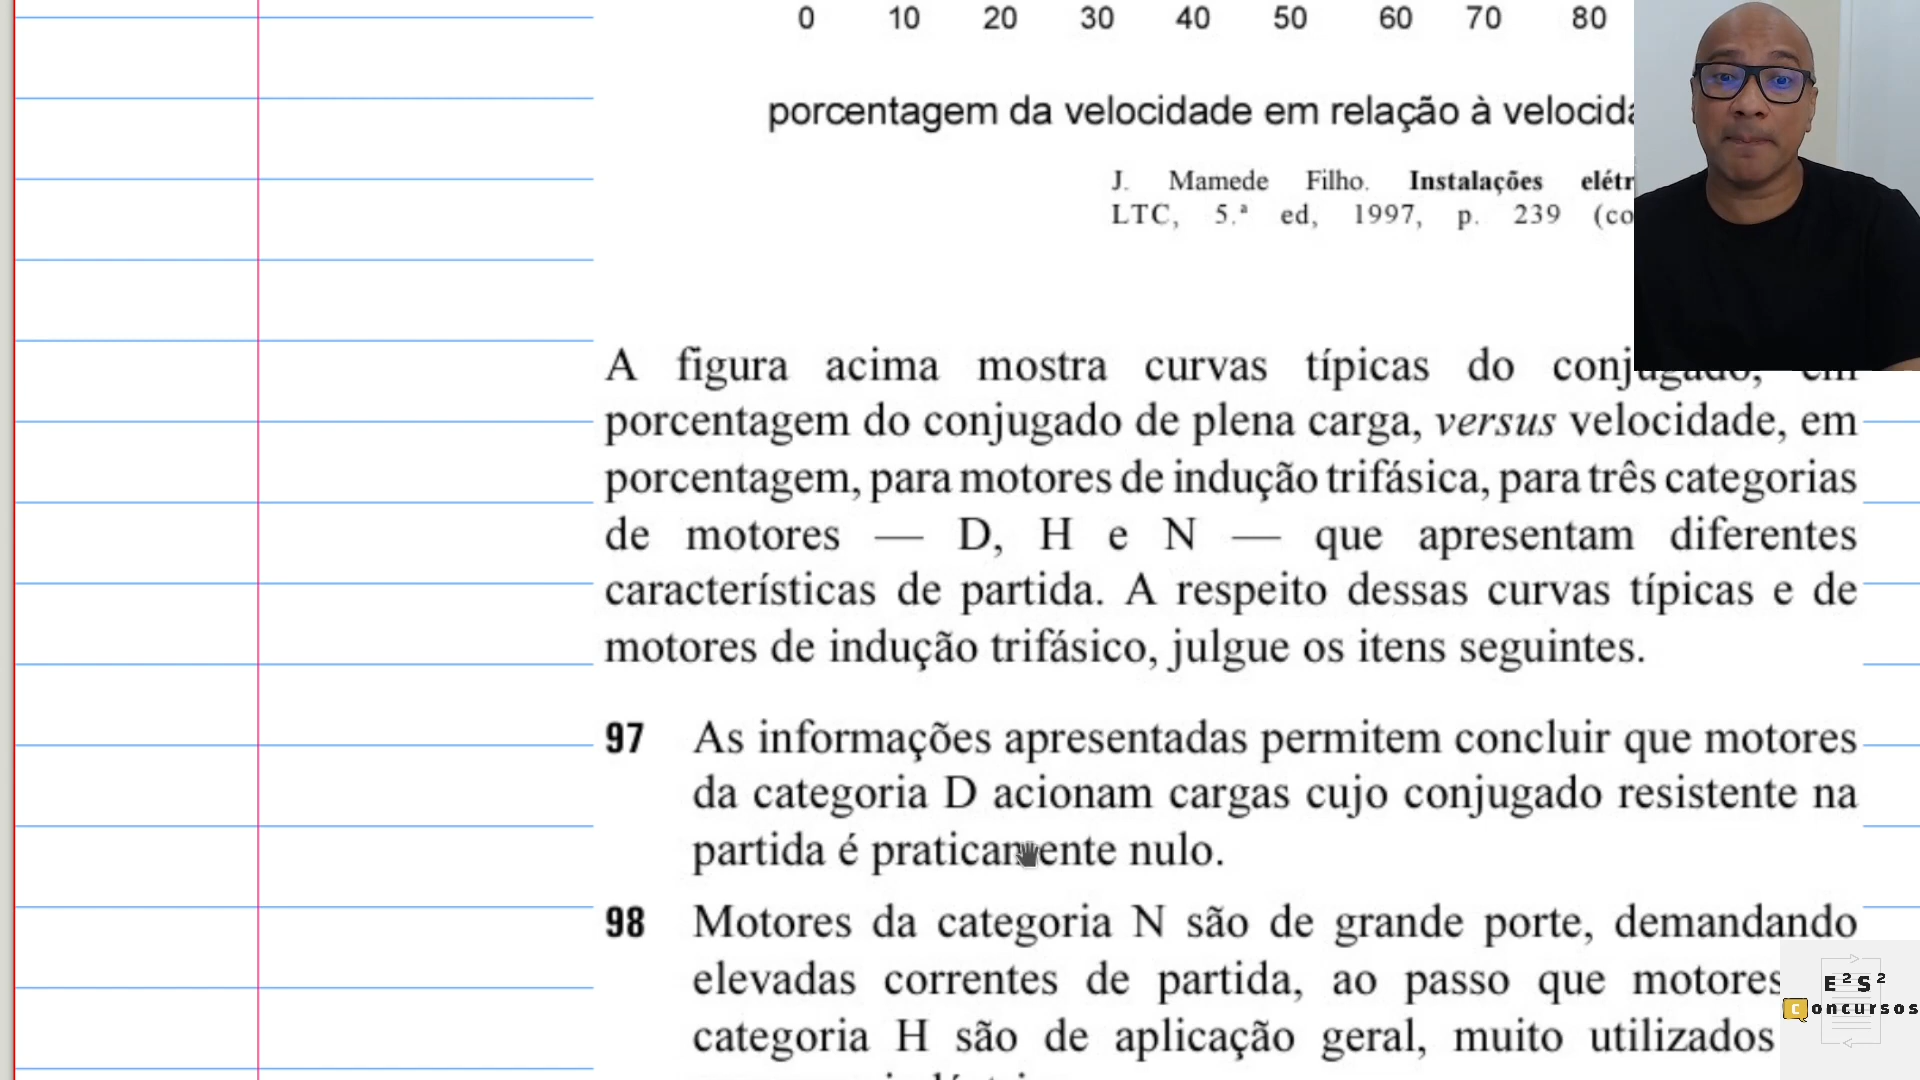 0 10 20 30 40 50 60 70 80
porcentagem da velocidade em relação à
J. Mamede Filho. Instalações
LTC, 5.ª ed, 1997, p. 239
A figura acima mostra curvas típicas do conjugado, em
porcentagem do conjugado de plena carga, versus velocidade, em
porcentagem, para motores de indução trifásica, para três categorias
de motores — D, H e N — que apresentam diferentes
características de partida. A respeito dessas curvas típicas e de
motores de indução trifásico, julgue os itens seguintes.
97 As informações apresentadas permitem concluir que motores
da categoria D acionam cargas cujo conjugado resistente na
partida é praticamente nulo.
98 Motores da categoria N são de grande porte, demandando
elevadas correntes de partida, ao passo que motores
categoria H são de aplicação geral, muito utilizados
E²S²
Concursos